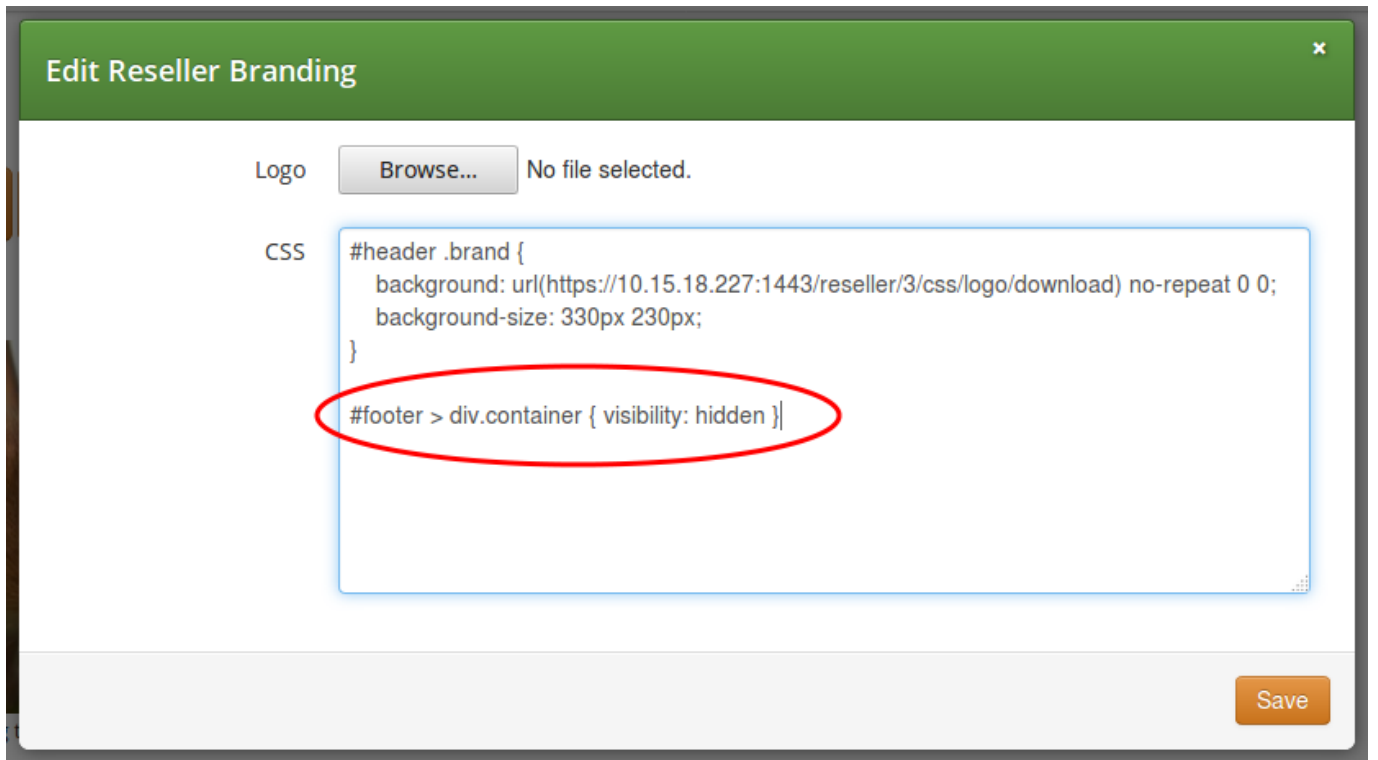 Edit Reseller Branding
×
Logo Browse... No file selected.
CSS
#header .brand {
background: url(https://10.15.18.227:1443/reseller/3/css/logo/download) no-repeat 0 0;
background-size: 330px 230px;
}
#footer > div.container { visibility: hidden }
Save